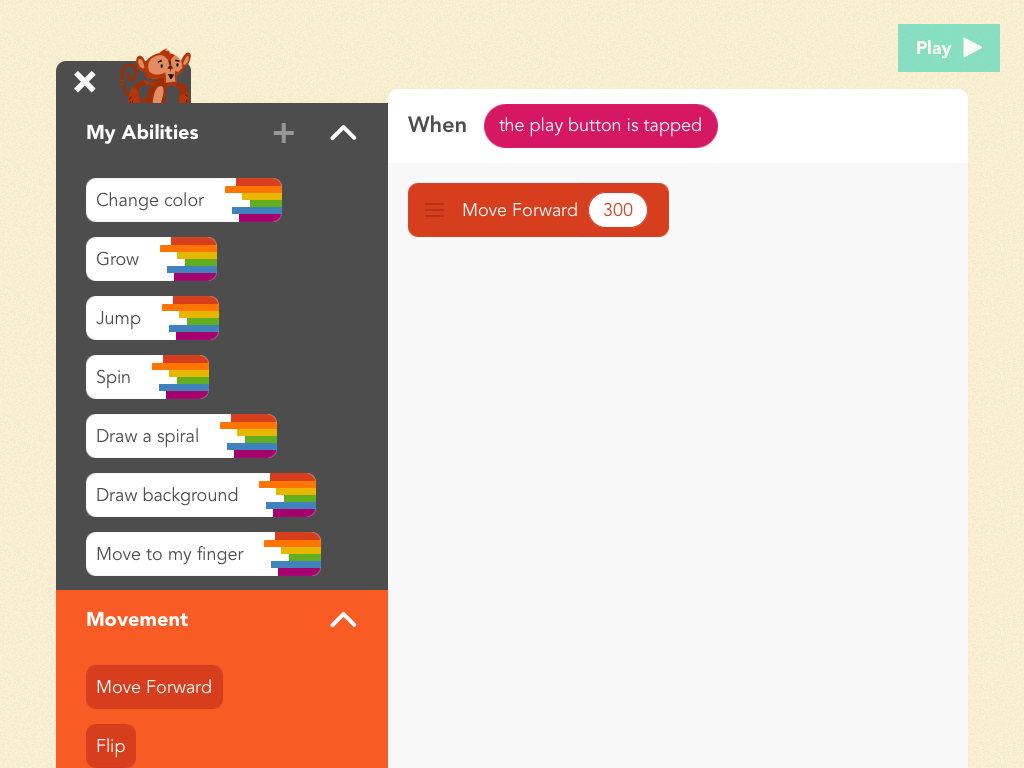 Play
My Abilities
Change color
Grow
Jump
Spin
Draw a spiral
Draw background
Move to my finger
Movement
Move Forward
Flip
When the play button is tapped
Move Forward 300